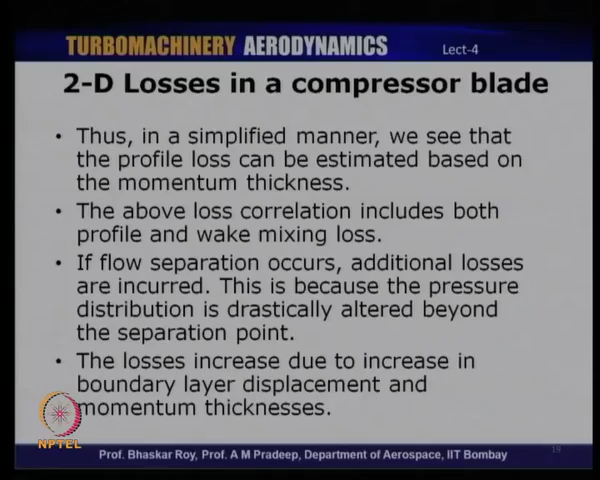 TURBOMACHINERY AERODYNAMICS
Lect-4
2-D Losses in a compressor blade
• Thus, in a simplified manner, we see that
the profile loss can be estimated based on
the momentum thickness.
• The above loss correlation includes both
profile and wake mixing loss.
• If flow separation occurs, additional losses
are incurred. This is because the pressure
distribution is drastically altered beyond
the separation point.
• The losses increase due to increase in
boundary layer displacement and
momentum thicknesses.
NPTEL
Prof. Bhaskar Roy, Prof. A M Pradeep, Department of Aerospace, IIT Bombay
19